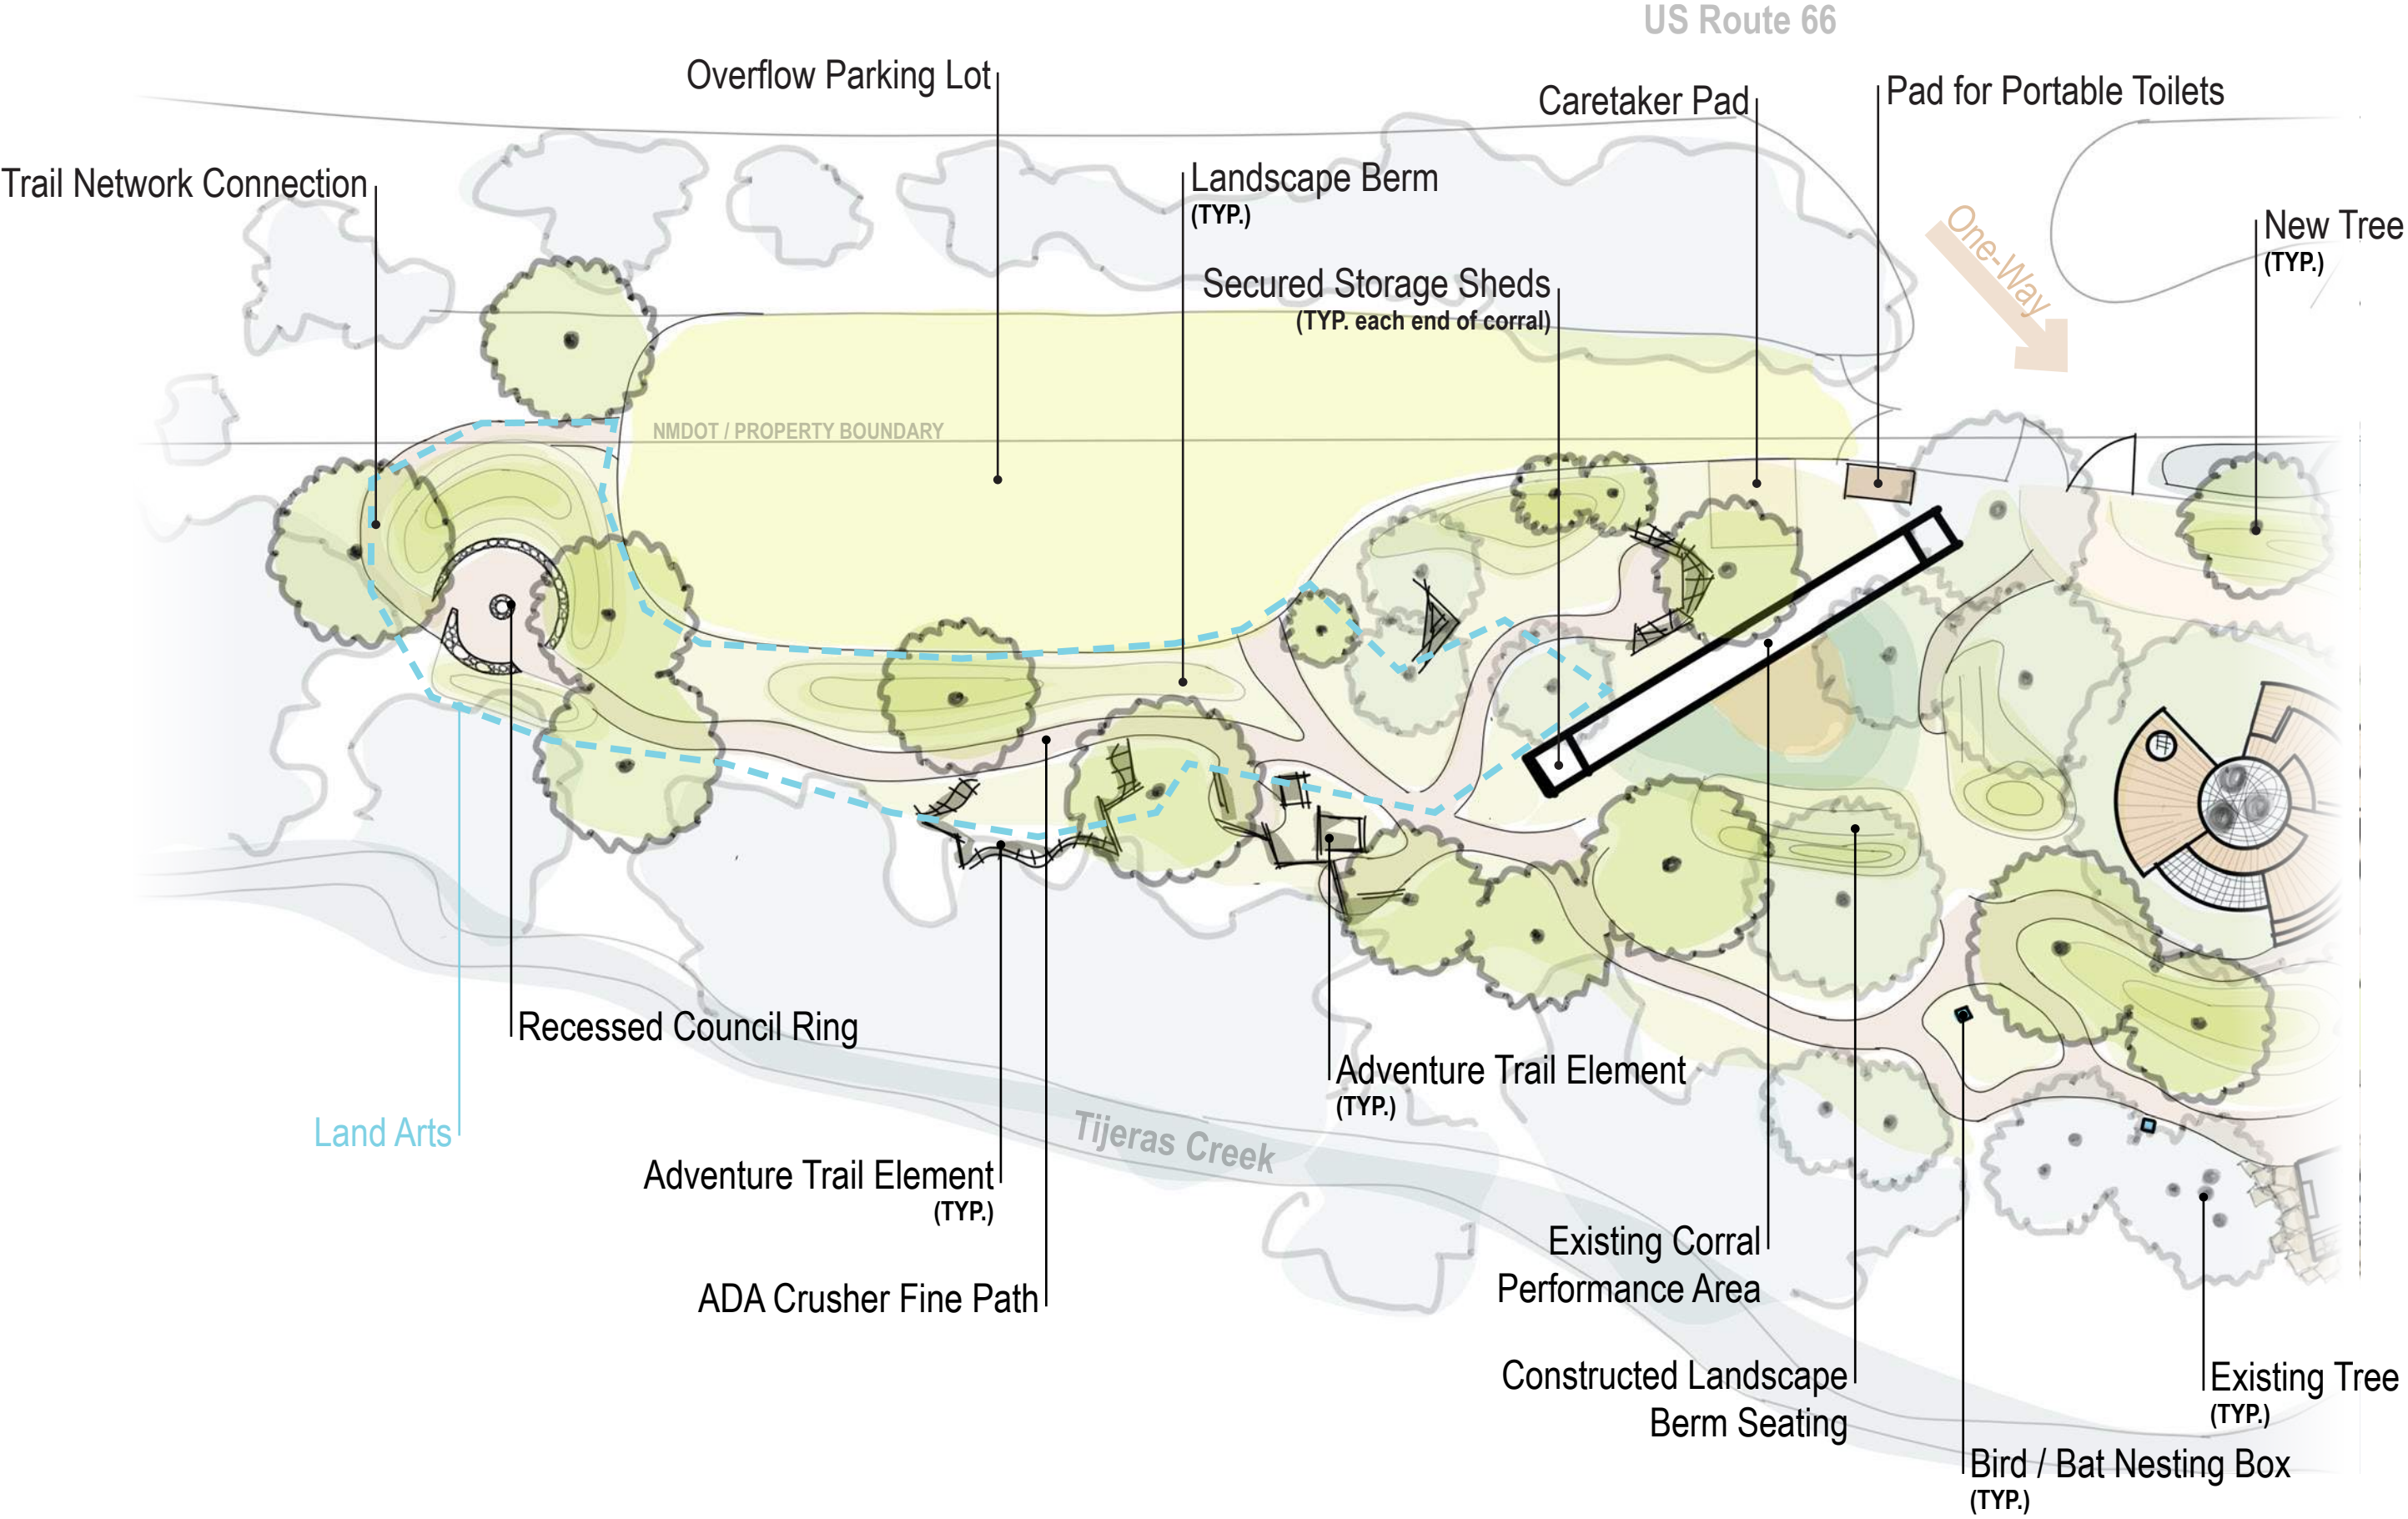 US Route 66
Overflow Parking Lot
Caretaker Pad
Pad for Portable Toilets
Trail Network Connection
Landscape Berm
(TYP.)
One-Way
New Tree
(TYP.)
Secured Storage Sheds
(TYP. each end of corral)
NMDOT / PROPERTY BOUNDARY
Recessed Council Ring
Land Arts
Adventure Trail Element
(TYP.)
Tijeras Creek
Adventure Trail Element
(TYP.)
ADA Crusher Fine Path
Existing Corral
Performance Area
Constructed Landscape
Berm Seating
Existing Tree
(TYP.)
Bird / Bat Nesting Box
(TYP.)